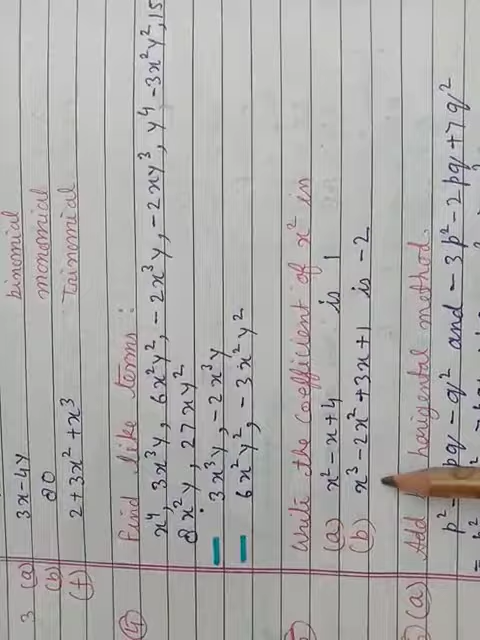 3 (a) 3x-4y binomial
(b) 20 monomial
(f) 2+3x²+x³ Trinomial
(4) Find like terms:
x⁴, 3x³y, 6x²y², -2x³y, -2xy³, y⁴ -3x²y², 15
8x²y, 27xy²
3x³y, -2x³y
6x²y², -3x²y²
Write the coefficient of x² in
(a) x²-x+4 is 1
(b) x³-2x²+3x+1 is -2
(a) Add horizental method.
p² pq - q² and -3p²-2pq+7q²